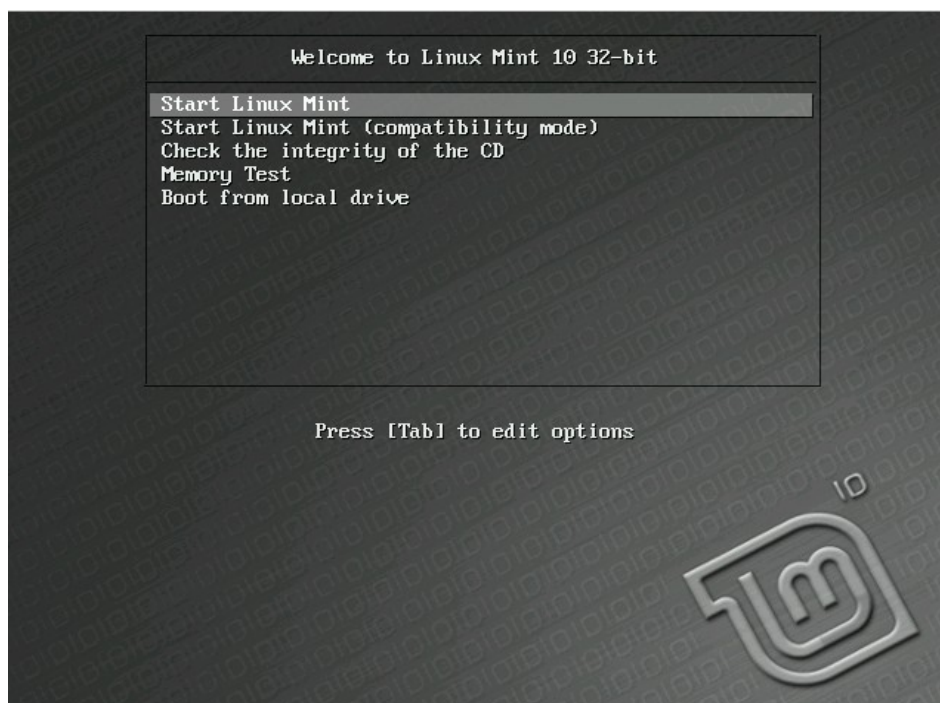 Welcome to Linux Mint 10 32-bit
Start Linux Mint
Start Linux Mint (compatibility mode)
Check the integrity of the CD
Memory Test
Boot from local drive
Press [Tab] to edit options
10